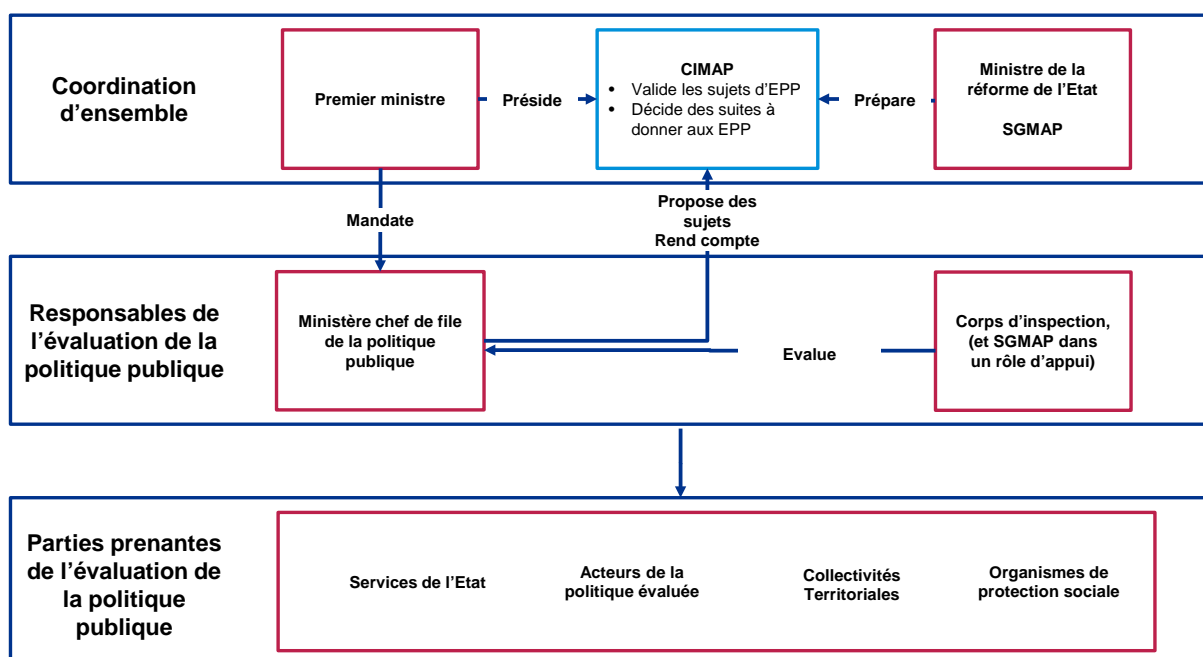 Coordination
d’ensemble
Premier ministre
Préside
CIMAP
• Valide les sujets d’EPP
• Décide des suites à
donner aux EPP
Prépare
Ministre de la
réforme de l’Etat
SGMAP
Mandate
Propose des
sujets
Rend compte
Responsables de
l’évaluation de la
politique publique
Ministère chef de file
de la politique
publique
Evalue
Corps d’inspection,
(et SGMAP dans
un rôle d’appui)
Parties prenantes
de l’évaluation de
la politique
publique
Services de l’Etat
Acteurs de la
politique évaluée
Collectivités
Territoriales
Organismes de
protection sociale